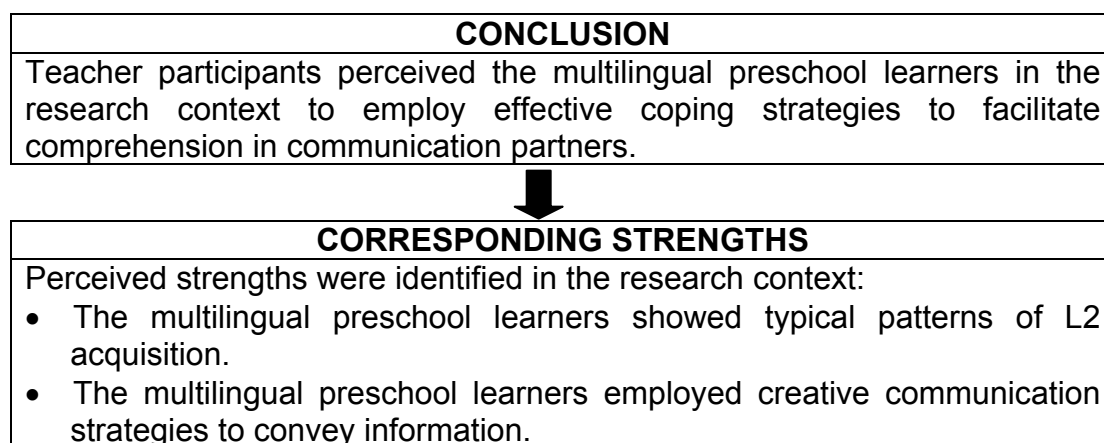 CONCLUSION
Teacher participants perceived the multilingual preschool learners in the
research context to employ effective coping strategies to facilitate
comprehension in communication partners.
CORRESPONDING STRENGTHS
Perceived strengths were identified in the research context:
• The multilingual preschool learners showed typical patterns of L2
acquisition.
• The multilingual preschool learners employed creative communication
strategies to convey information.